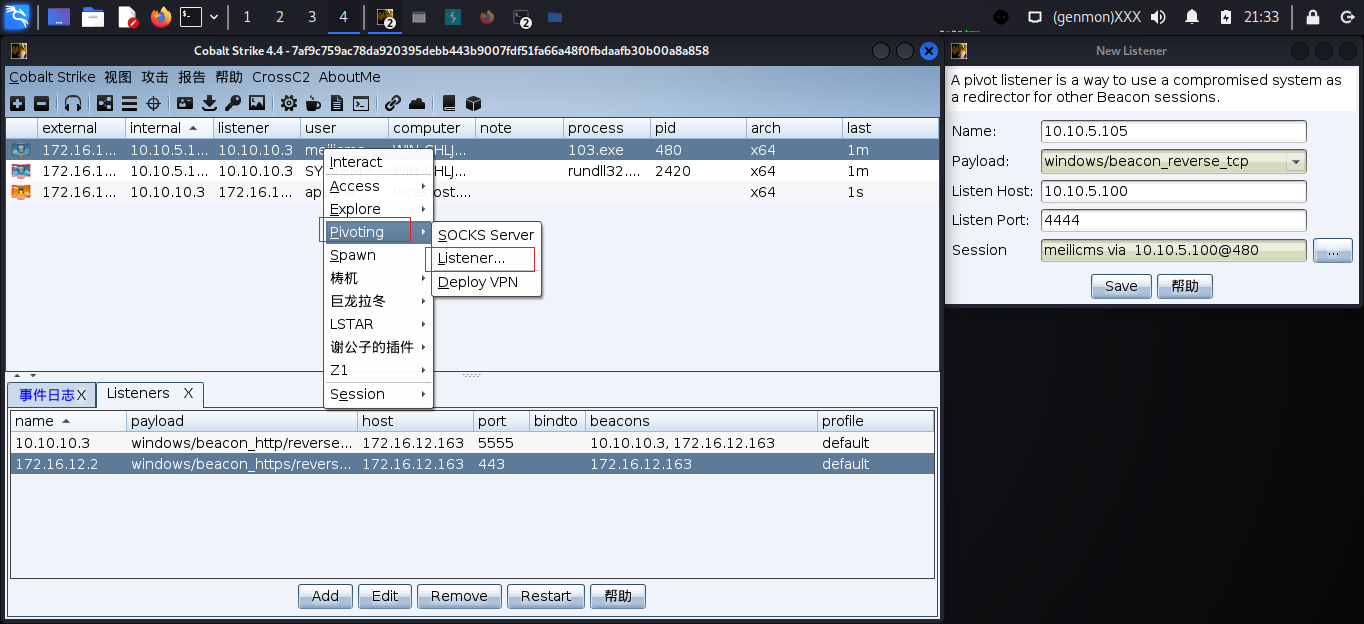 1 2 3 4 2 2 (genmon)XXX 21:33
Cobalt Strike 4.4 - 7af9c759ac78da920395debb443b9007fdf51fa66a48f0fbdaafb30b00a8a858
Cobalt Strike 视图 攻击 报告 帮助 CrossC2 AboutMe
external internal listener user computer note process pid arch last
172.16.1... 10.10.5.1... 10.10.10.3 meilicms WIN-CHLJ... 103.exe 480 x64 1m
172.16.1... 10.10.5.1... 10.10.10.3 rundll32.... 2420 x64 1m
172.16.1... 10.10.10.3 172.16.1... x64 1s
Interact
Access
Explore
Pivoting
Spawn
梼杌
巨龙拉冬
LSTAR
谢公子的插件
Z1
Session
SOCKS Server
Listener...
Deploy VPN
事件日志X Listeners X
name payload host port bindto beacons profile
10.10.10.3 windows/beacon_http/reverse... 172.16.12.163 5555 10.10.10.3, 172.16.12.163 default
172.16.12.2 windows/beacon_https/revers... 172.16.12.163 443 172.16.12.163 default
Add Edit Remove Restart 帮助
New Listener
A pivot listener is a way to use a compromised system as
a redirector for other Beacon sessions.
Name: 10.10.5.105
Payload: windows/beacon_reverse_tcp
Listen Host: 10.10.5.100
Listen Port: 4444
Session meilicms via 10.10.5.100@480 ...
Save 帮助